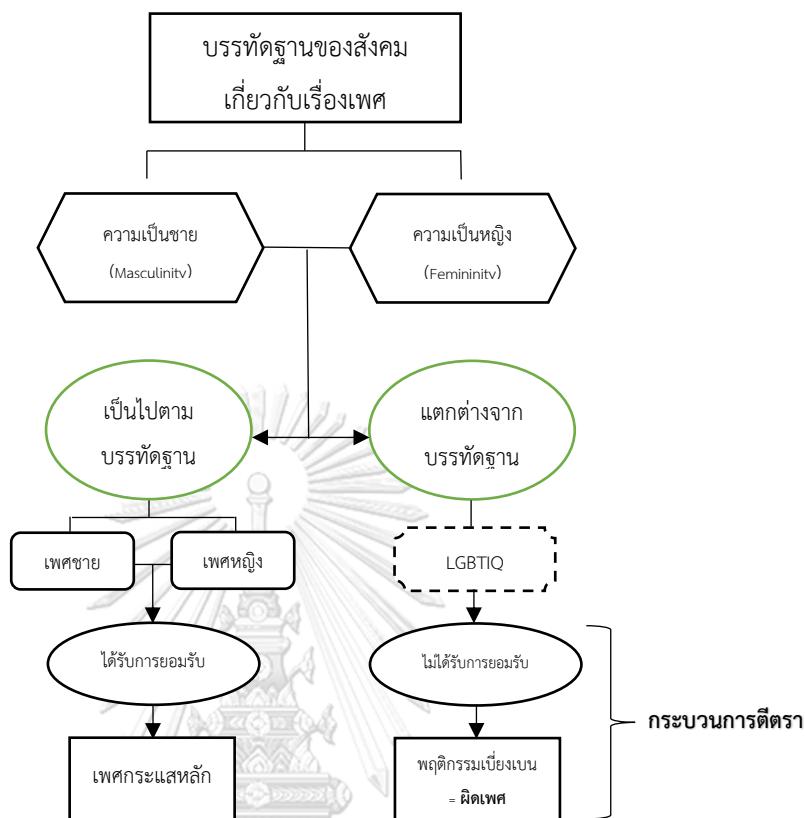 บรรทัดฐานของสังคม
เกี่ยวกับเรื่องเพศ
ความเป็นชาย
(Masculinity)
ความเป็นหญิง
(Femininity)
เป็นไปตาม
บรรทัดฐาน
แตกต่างจาก
บรรทัดฐาน
เพศชาย
เพศหญิง
LGBTIQ
ได้รับการยอมรับ
ไม่ได้รับการยอมรับ
กระบวนการตีตรา
เพศกระแสหลัก
พฤติกรรมเบี่ยงเบน
= ผิดเพศ